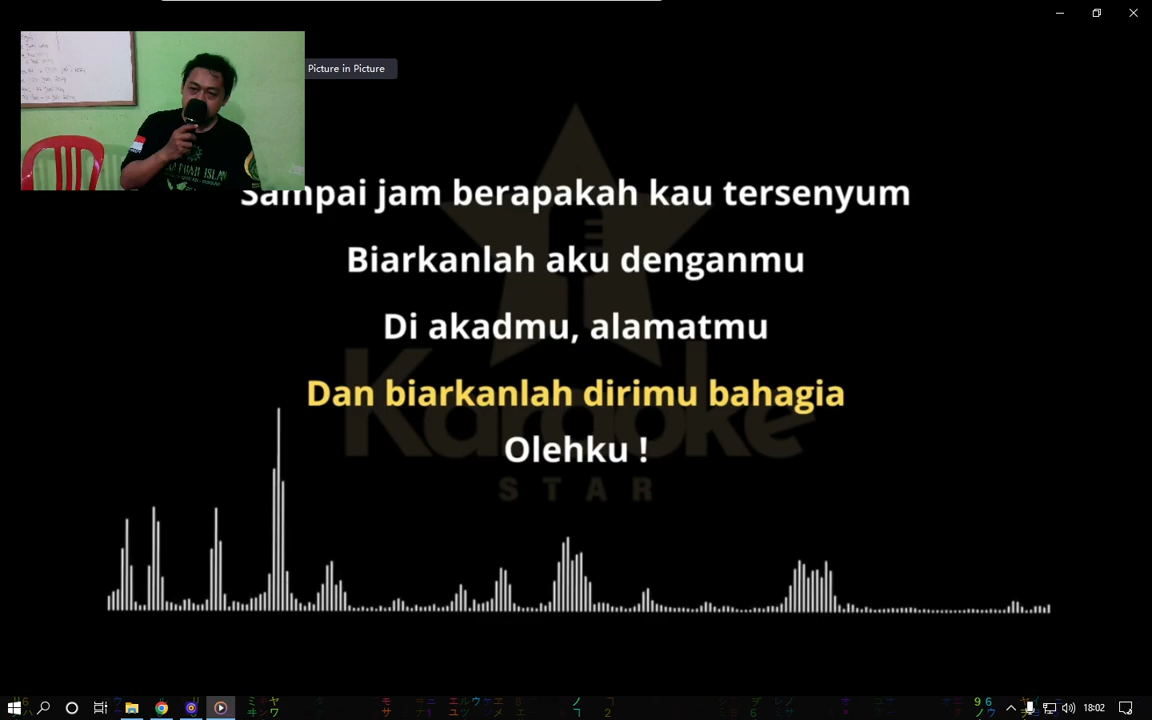 Picture in Picture
Sampai jam berapakah kau tersenyum
Biarkanlah aku denganmu
Di akadmu, alamatmu
Dan biarkanlah dirimu bahagia
Olehku !
Karaoke
STAR
18:02